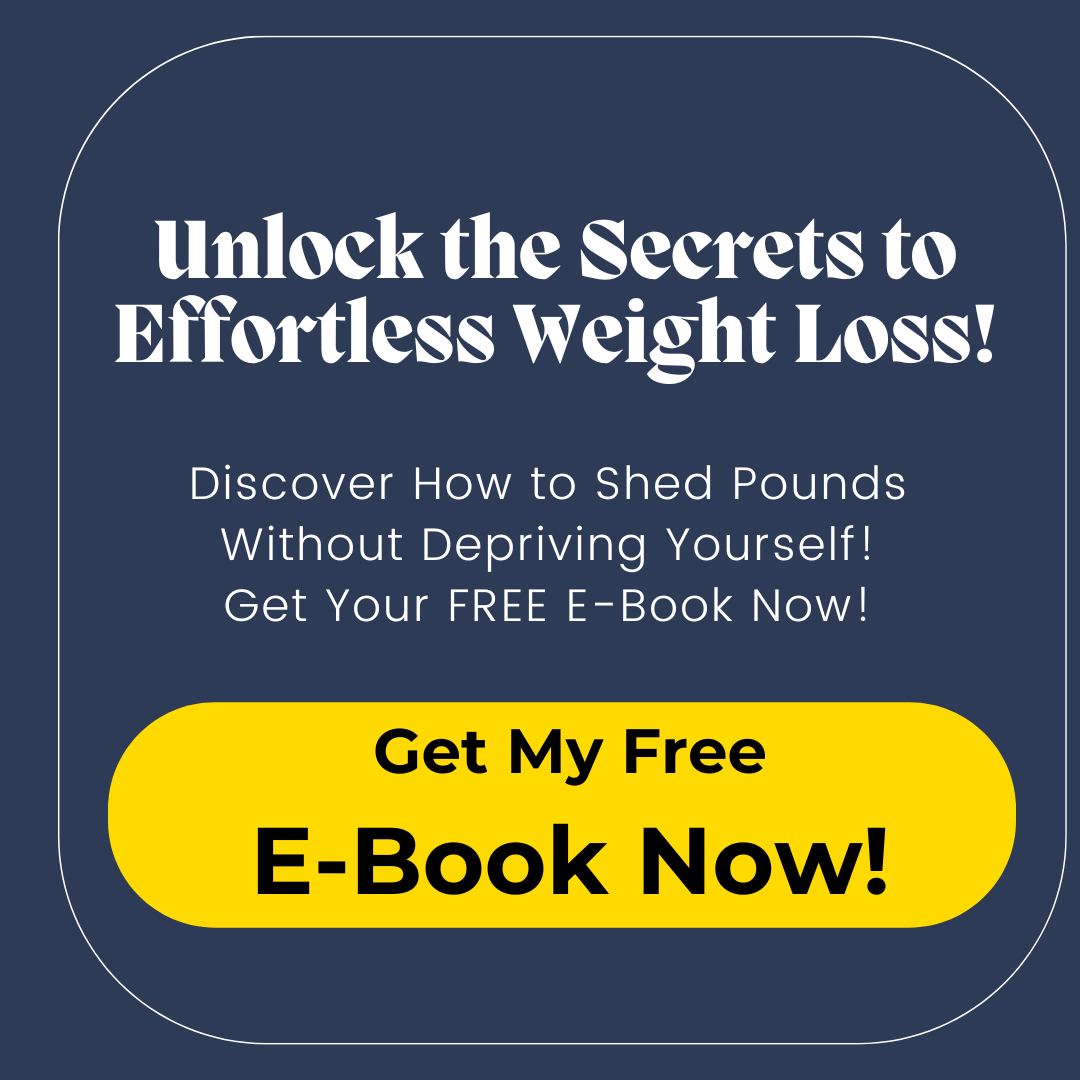 Unlock the Secrets to
Effortless Weight Loss!
Discover How to Shed Pounds
Without Depriving Yourself!
Get Your FREE E-Book Now!
Get My Free
E-Book Now!